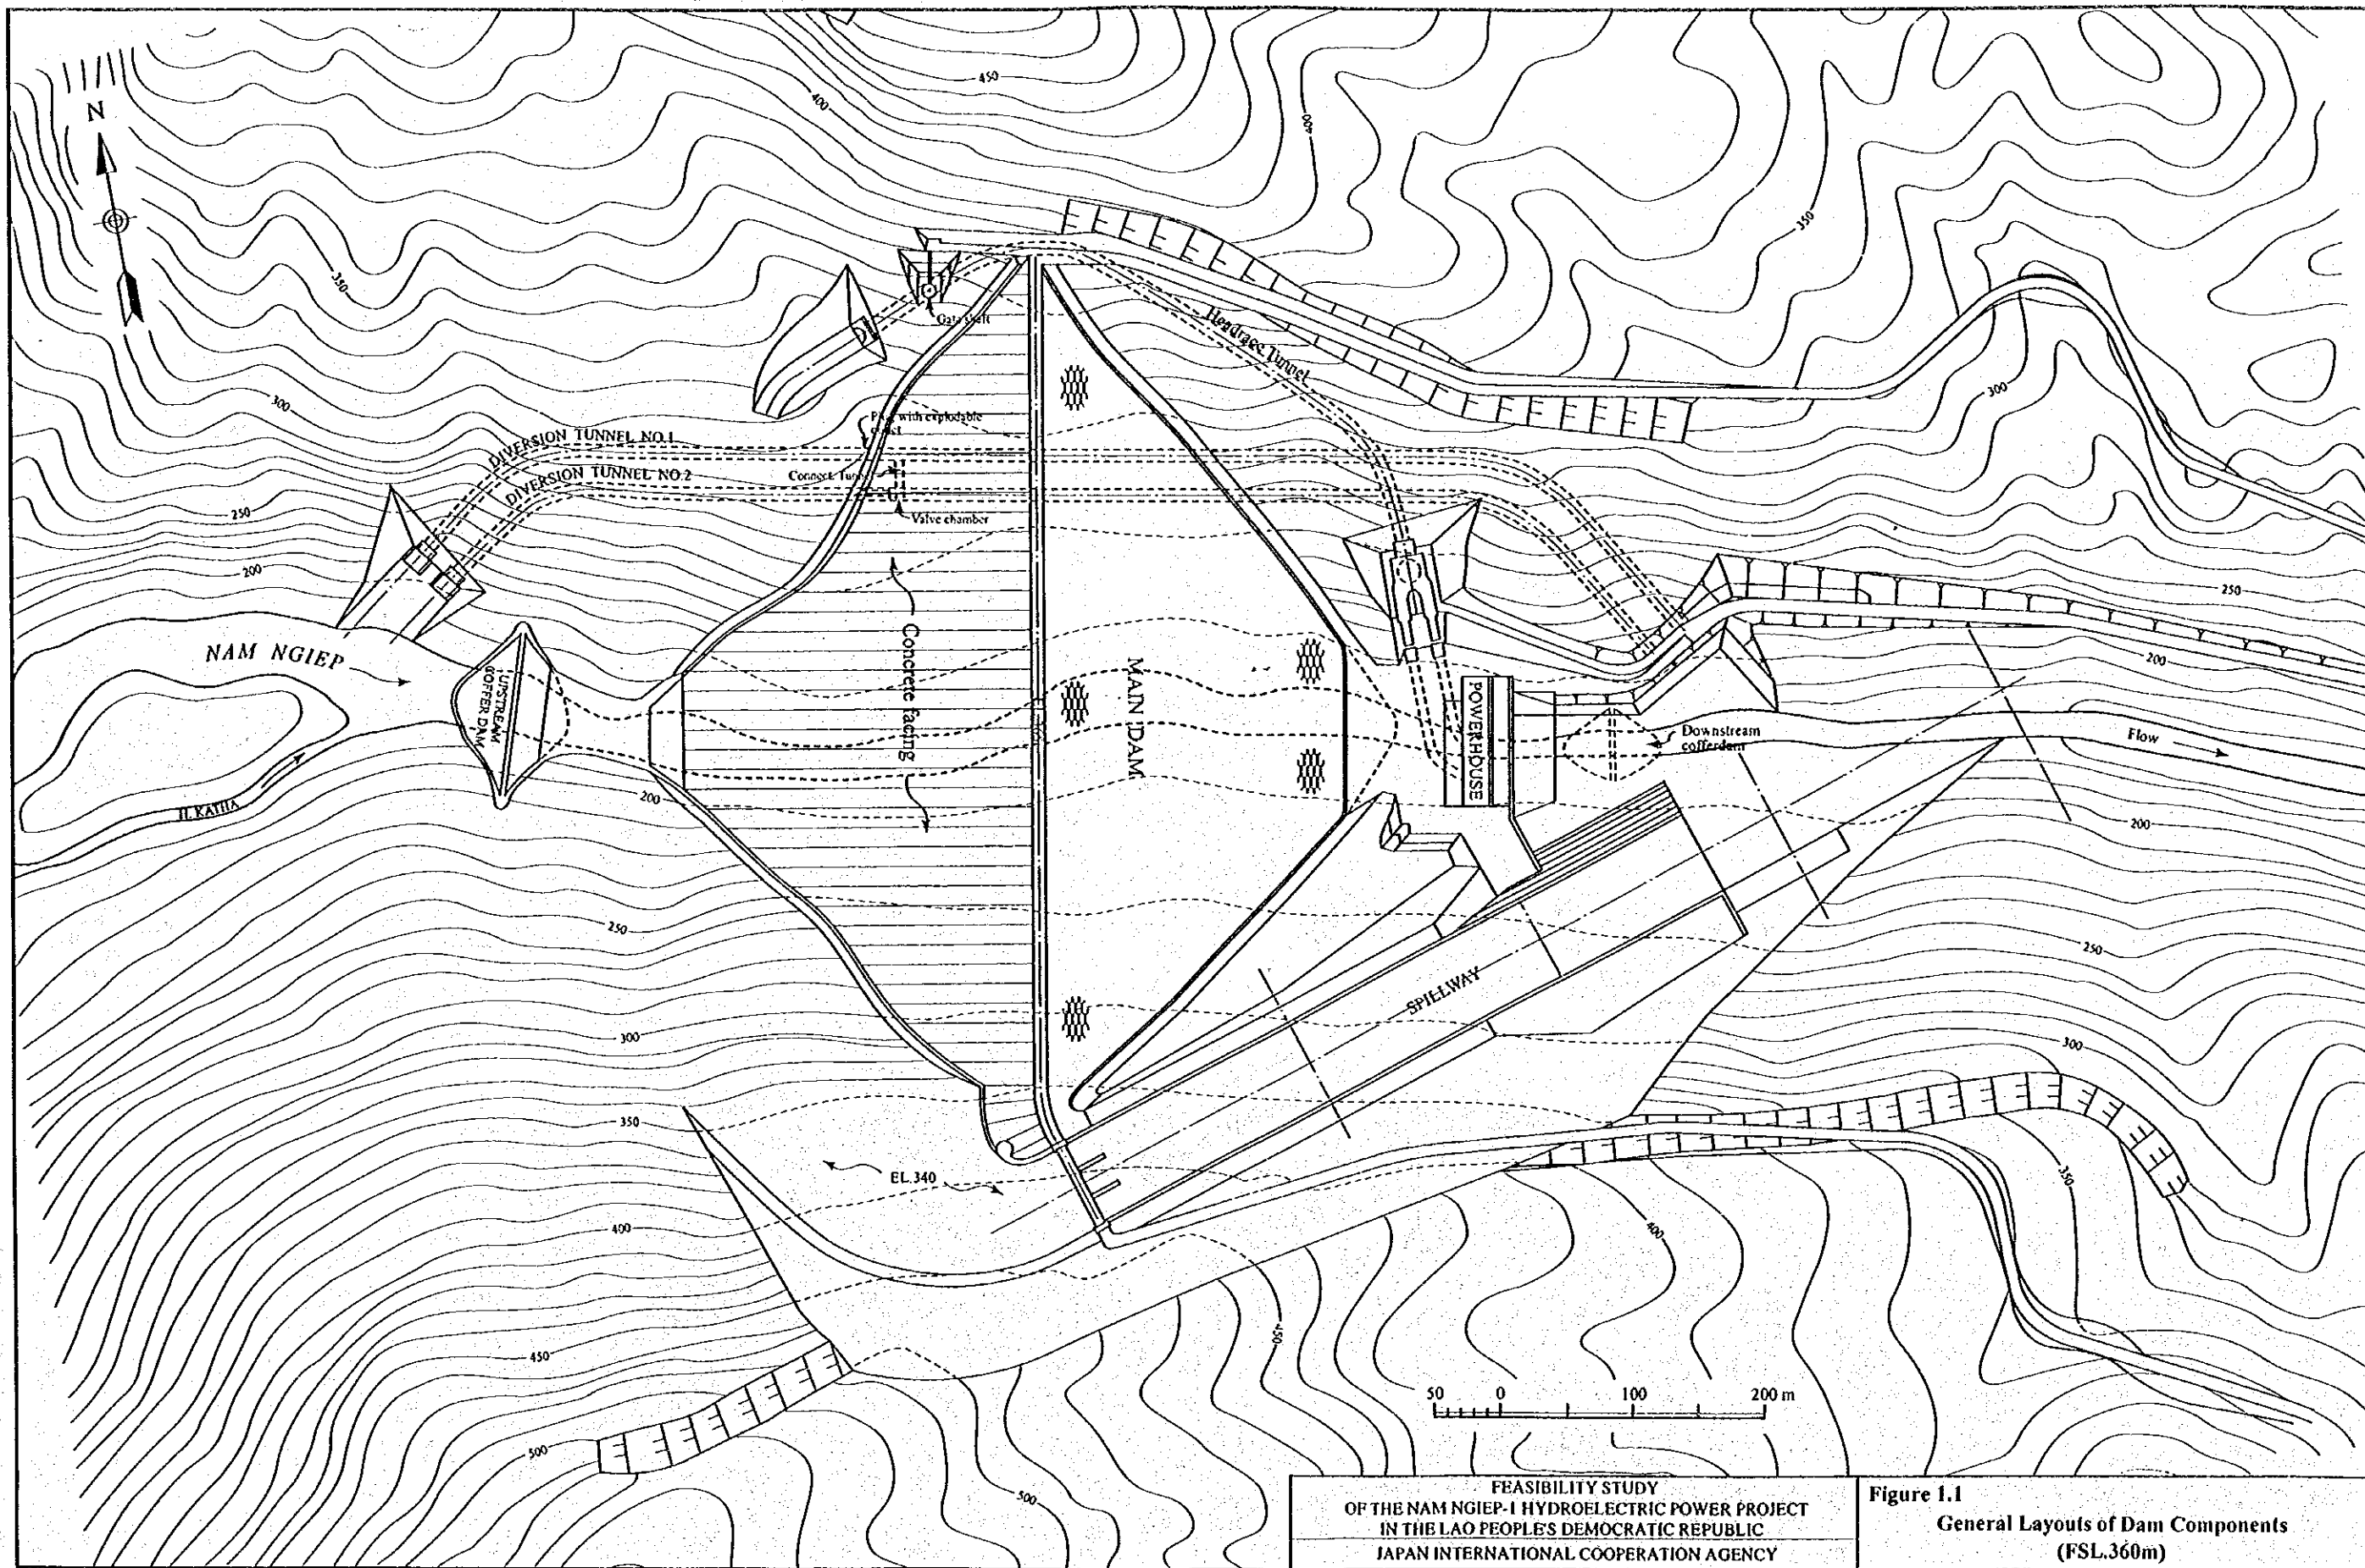 450
400
400
N
350
350
Gate shaft
Headrace Tunnel
300
300
with explodable
DIVERSION TUNNEL NO.1
DIVERSION TUNNEL NO.2
Connect.
Valve chamber
250
200
250
NAM NGIEP
UPSTREAM
COFFER DAM
Concrete facing
MAIN DAM
POWERHOUSE
200
Downstream
cofferdam
Flow
H. KATHA
200
200
250
250
SPILLWAY
300
300
350
EL.340
350
400
400
450
450
500
500
50 0 100 200 m
FEASIBILITY STUDY
OF THE NAM NGIEP-1 HYDROELECTRIC POWER PROJECT
IN THE LAO PEOPLE'S DEMOCRATIC REPUBLIC
JAPAN INTERNATIONAL COOPERATION AGENCY
Figure 1.1
General Layouts of Dam Components
(FSL.360m)